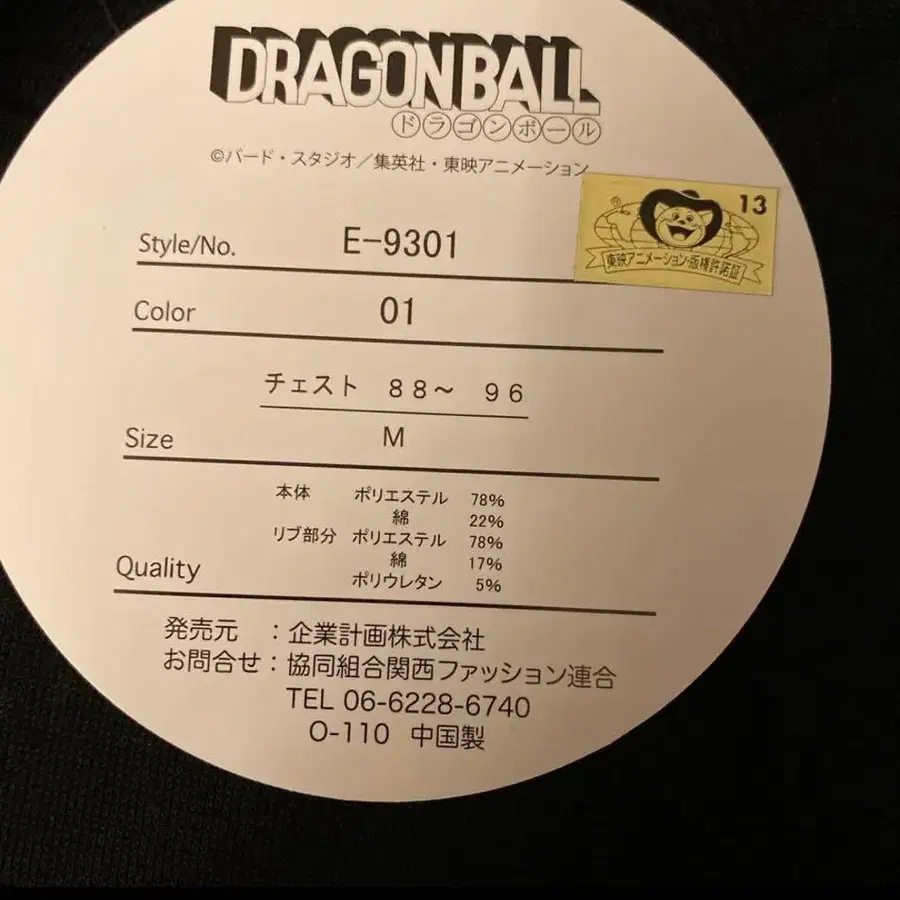 DRAGONBALL
ドラゴンボール
©バード・スタジオ／集英社・東映アニメーション
® 13
東映アニメーション・版権許諾証
Style/No. E-9301
Color 01
チェスト 88～ 96
Size M
本体 ポリエステル 78%
綿 22%
リブ部分 ポリエステル 78%
綿 17%
Quality ポリウレタン 5%
発売元 ：企業計画株式会社
お問合せ：協同組合関西ファッション連合
TEL 06-6228-6740
O-110 中国製